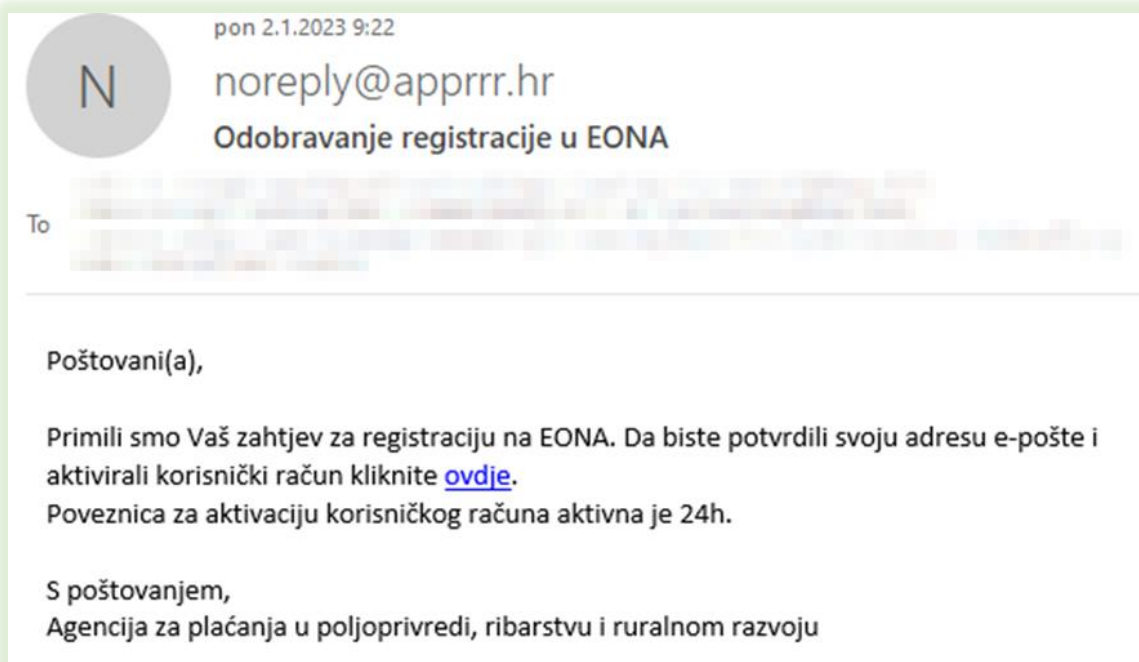 pon 2.1.2023 9:22
N
noreply@apprrr.hr
Odobravanje registracije u EONA
To
Poštovani(a),
Primili smo Vaš zahtjev za registraciju na EONA. Da biste potvrdili svoju adresu e-pošte i
aktivirali korisnički račun kliknite ovdje.
Poveznica za aktivaciju korisničkog računa aktivna je 24h.
S poštovanjem,
Agencija za plaćanja u poljoprivredi, ribarstvu i ruralnom razvoju